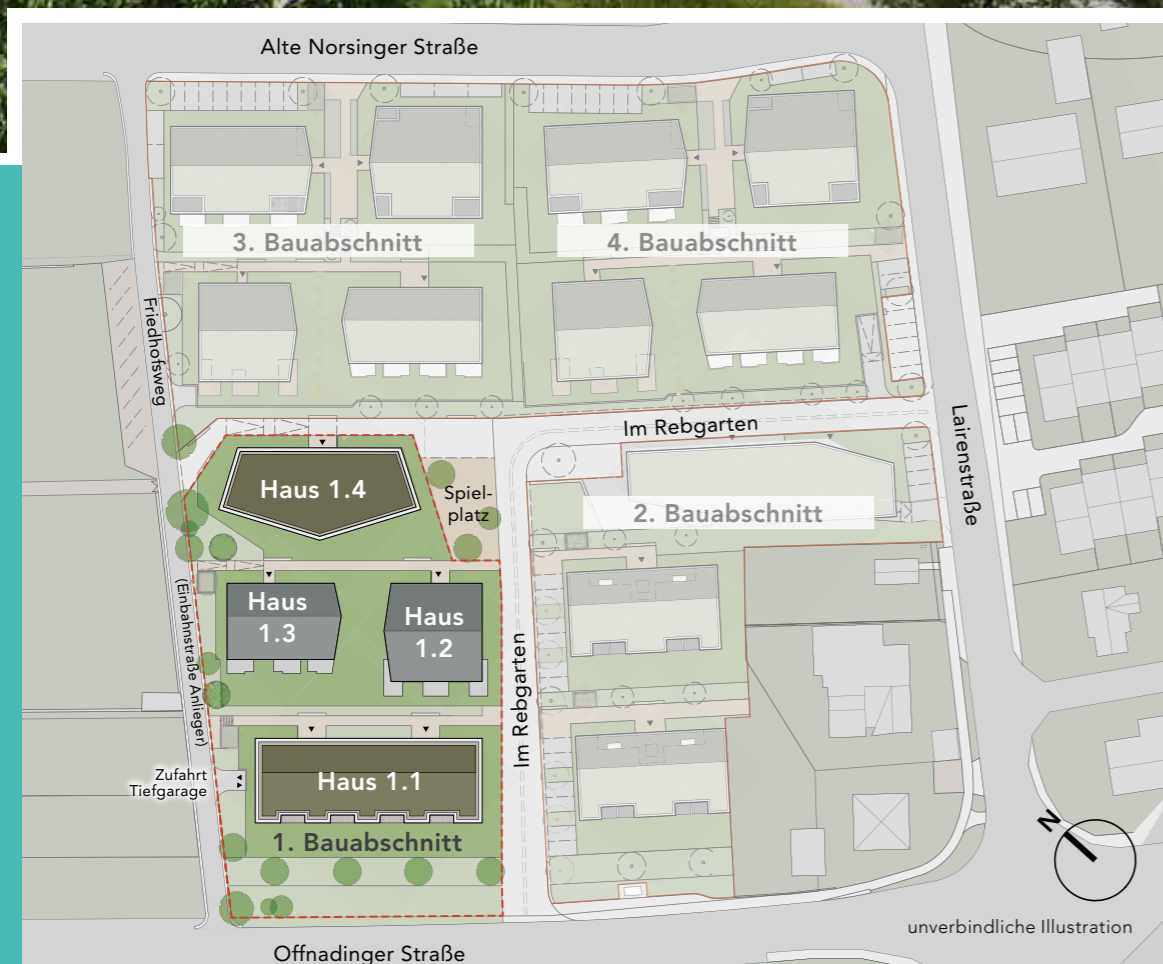 Alte Norsinger Straße
3. Bauabschnitt
4. Bauabschnitt
Friedhofsweg
Im Rebgarten
Lairenstraße
Haus 1.4
Spiel-
platz
2. Bauabschnitt
(Einbahnstraße Anlieger)
Haus
1.3
Haus
1.2
Im Rebgarten
Zufahrt
Tiefgarage
Haus 1.1
1. Bauabschnitt
N
unverbindliche Illustration
Offnadinger Straße